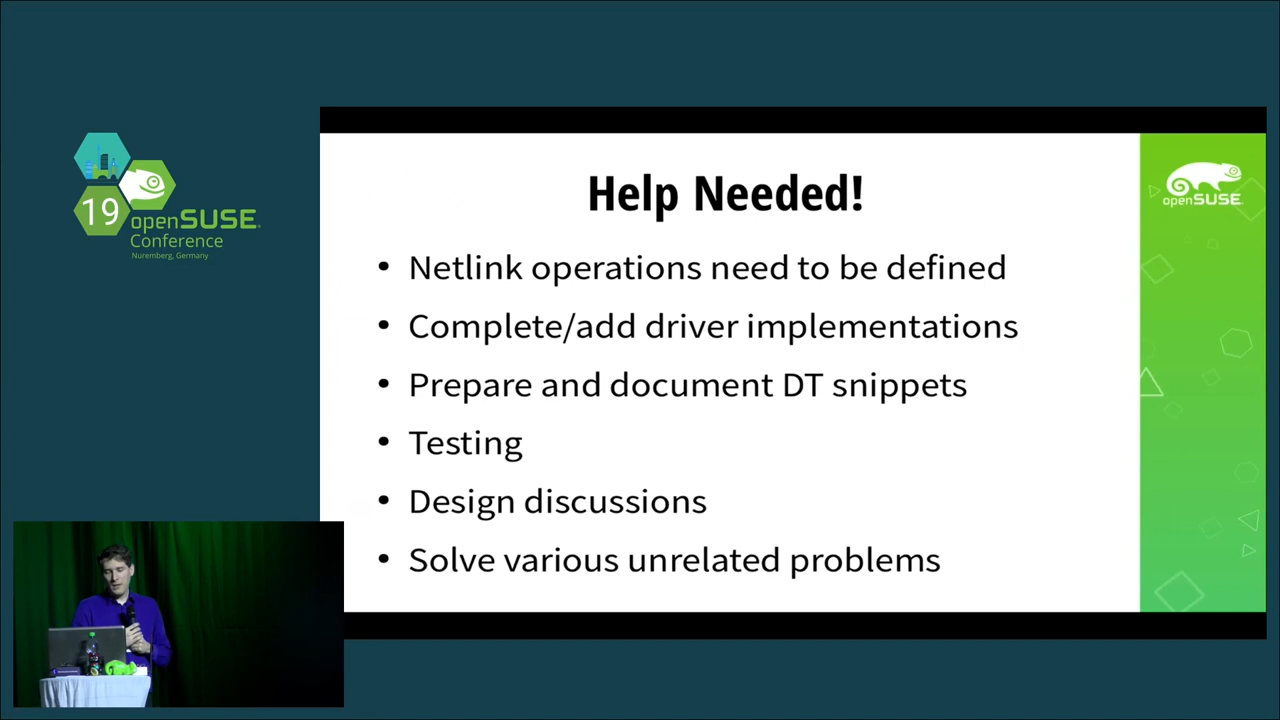 19
openSUSE
Conference
Nuremberg, Germany
Help Needed!
• Netlink operations need to be defined
• Complete/add driver implementations
• Prepare and document DT snippets
• Testing
• Design discussions
• Solve various unrelated problems
openSUSE